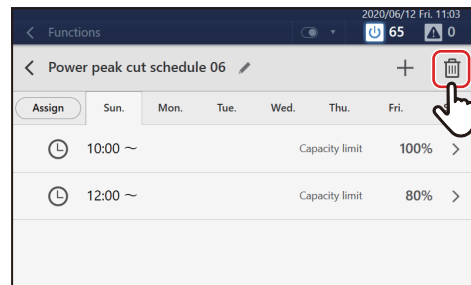 2020/06/12 Fri. 11:03
Functions 65 0
Power peak cut schedule 06
Assign Sun. Mon. Tue. Wed. Thu. Fri.
10:00 ~ Capacity limit 100%
12:00 ~ Capacity limit 80%